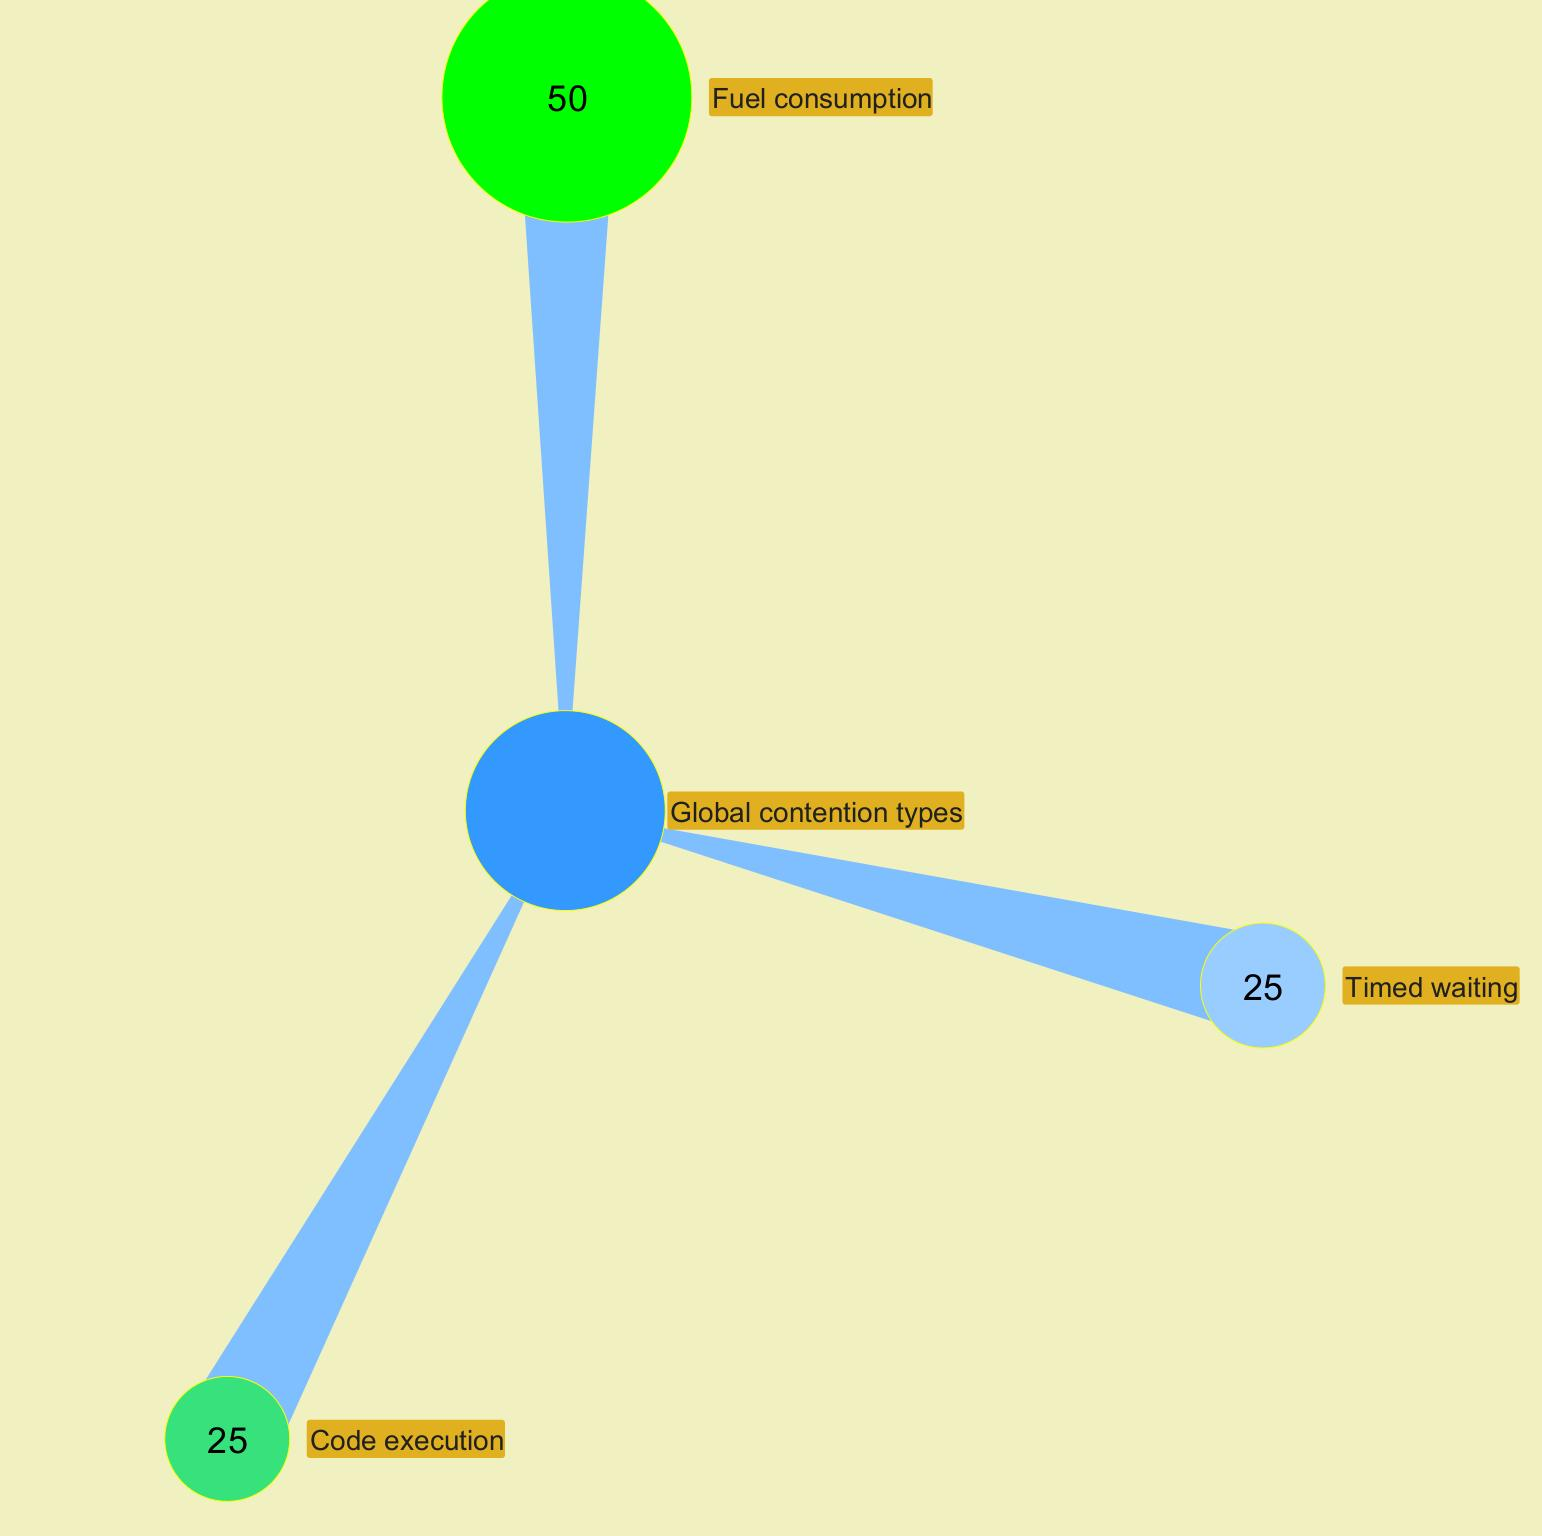 50
Fuel consumption
Global contention types
25
Timed waiting
25
Code execution